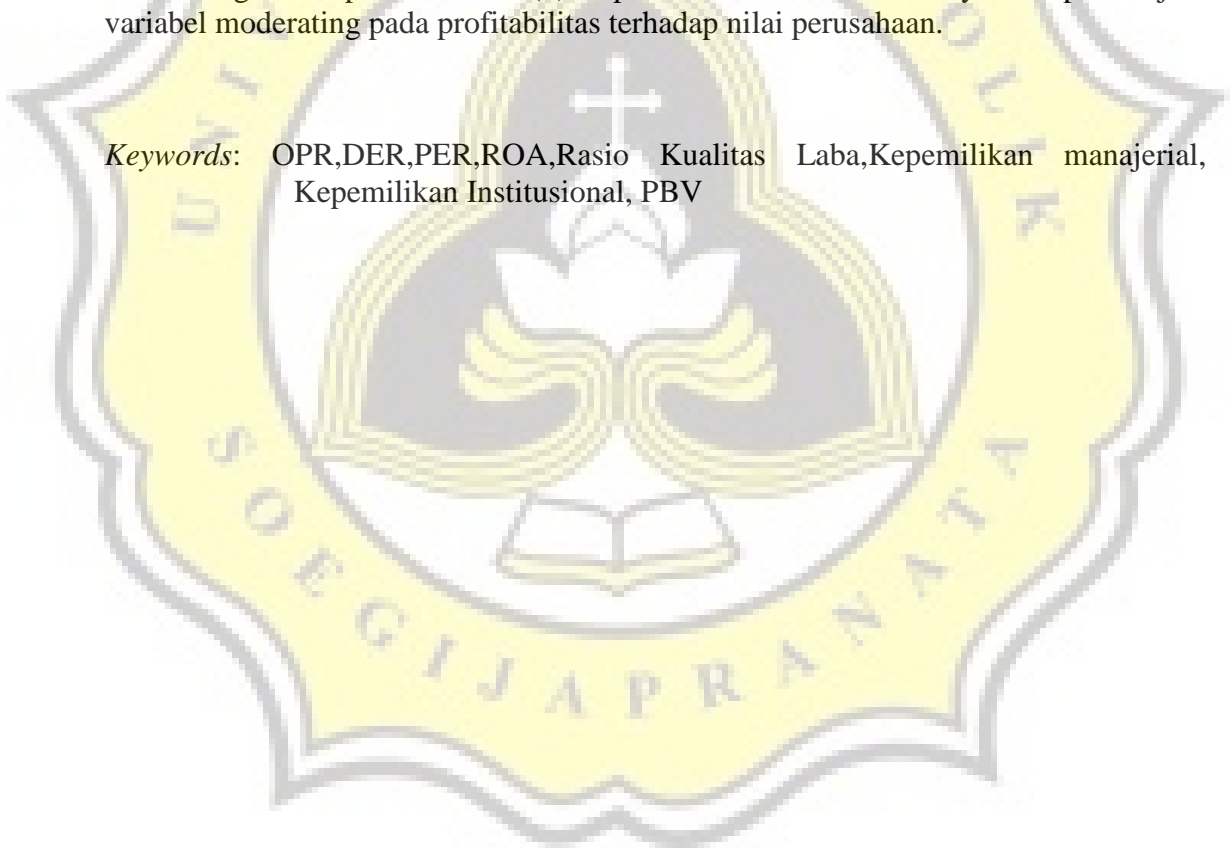 variabel moderating pada profitabilitas terhadap nilai perusahaan.
Keywords: OPR,DER,PER,ROA,Rasio Kualitas Laba,Kepemilikan manajerial,
Kepemilikan Institusional, PBV
SOEGIJAPRANATA